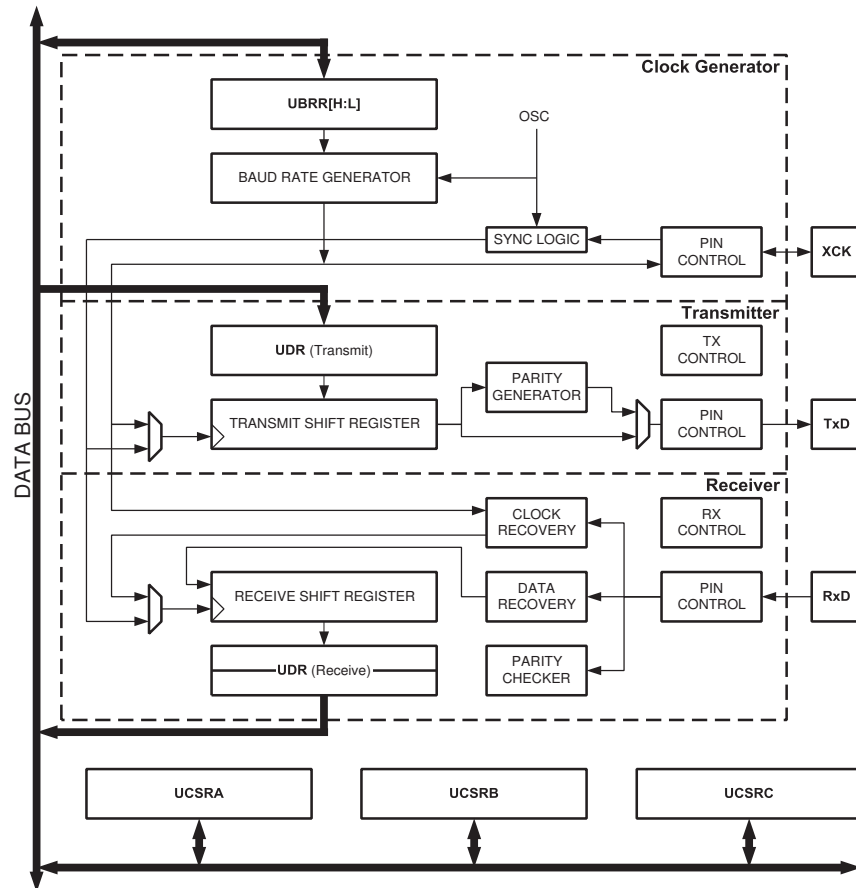 Clock Generator
UBRR[H:L]
OSC
BAUD RATE GENERATOR
SYNC LOGIC
PIN
CONTROL
XCK
Transmitter
UDR (Transmit)
TX
CONTROL
PARITY
GENERATOR
TRANSMIT SHIFT REGISTER
PIN
CONTROL
TxD
DATA BUS
Receiver
CLOCK
RECOVERY
RX
CONTROL
RECEIVE SHIFT REGISTER
DATA
RECOVERY
PIN
CONTROL
RxD
UDR (Receive)
PARITY
CHECKER
UCSRA
UCSRB
UCSRC